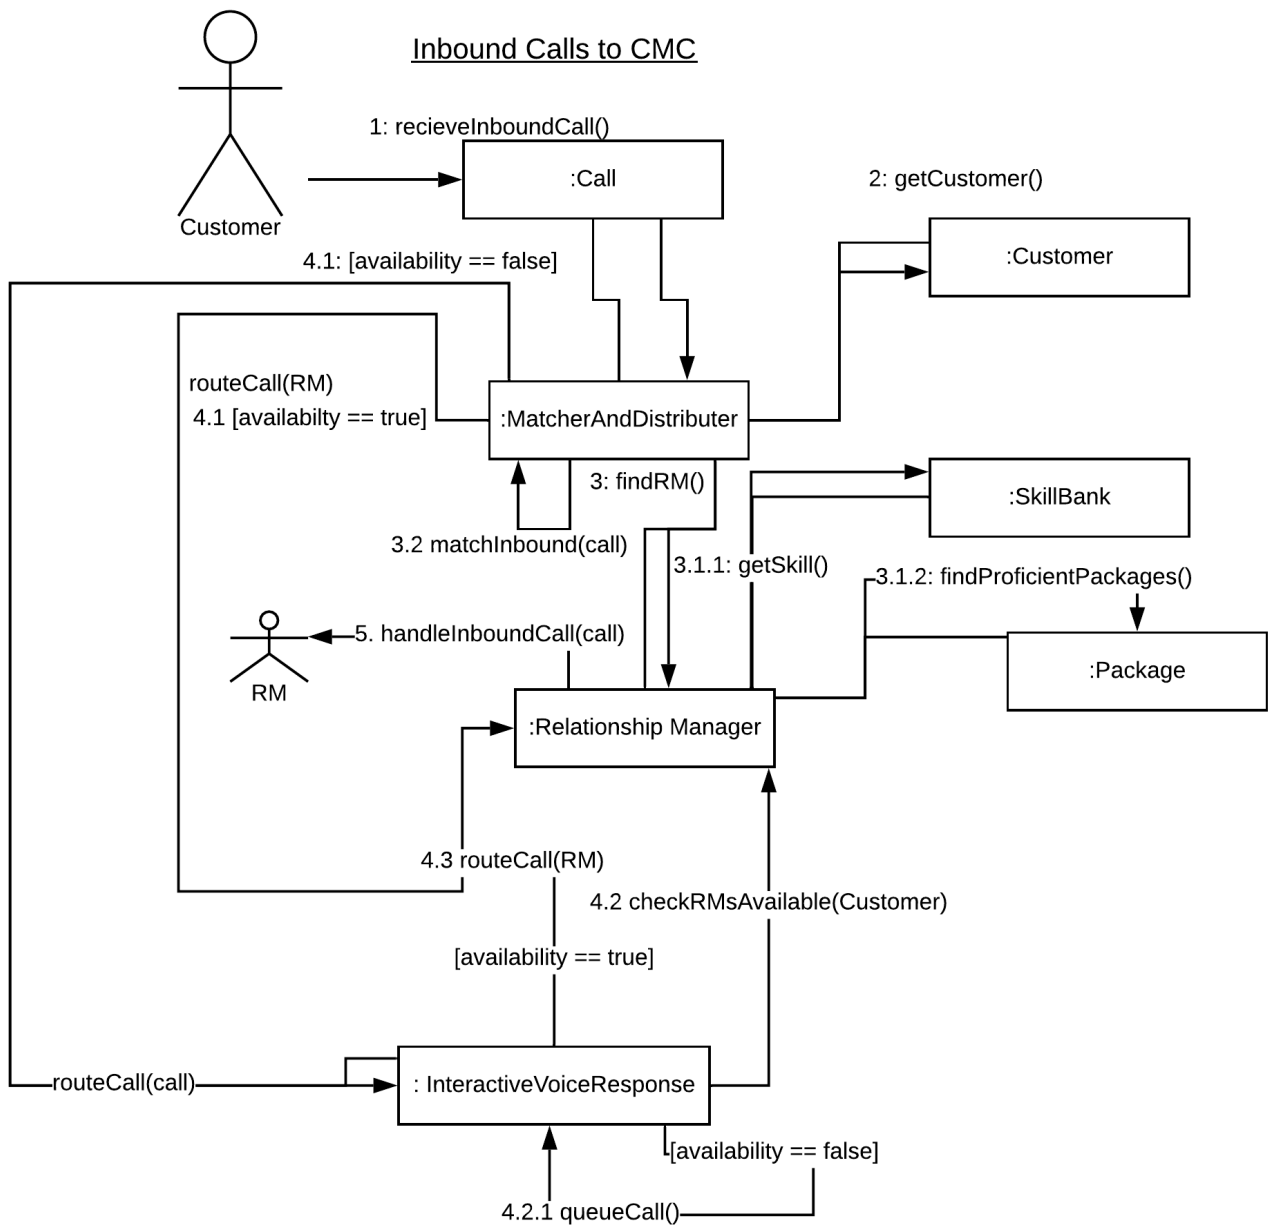 Inbound Calls to CMC
1: recieveInboundCall()
:Call
2: getCustomer()
Customer
4.1: [availability == false]
:Customer
routeCall(RM)
4.1 [availabilty == true]
:MatcherAndDistributer
3: findRM()
:SkillBank
3.2 matchInbound(call)
3.1.1: getSkill()
3.1.2: findProficientPackages()
5. handleInboundCall(call)
RM
:Package
:Relationship Manager
4.3 routeCall(RM)
4.2 checkRMsAvailable(Customer)
[availability == true]
routeCall(call)
: InteractiveVoiceResponse
[availability == false]
4.2.1 queueCall()